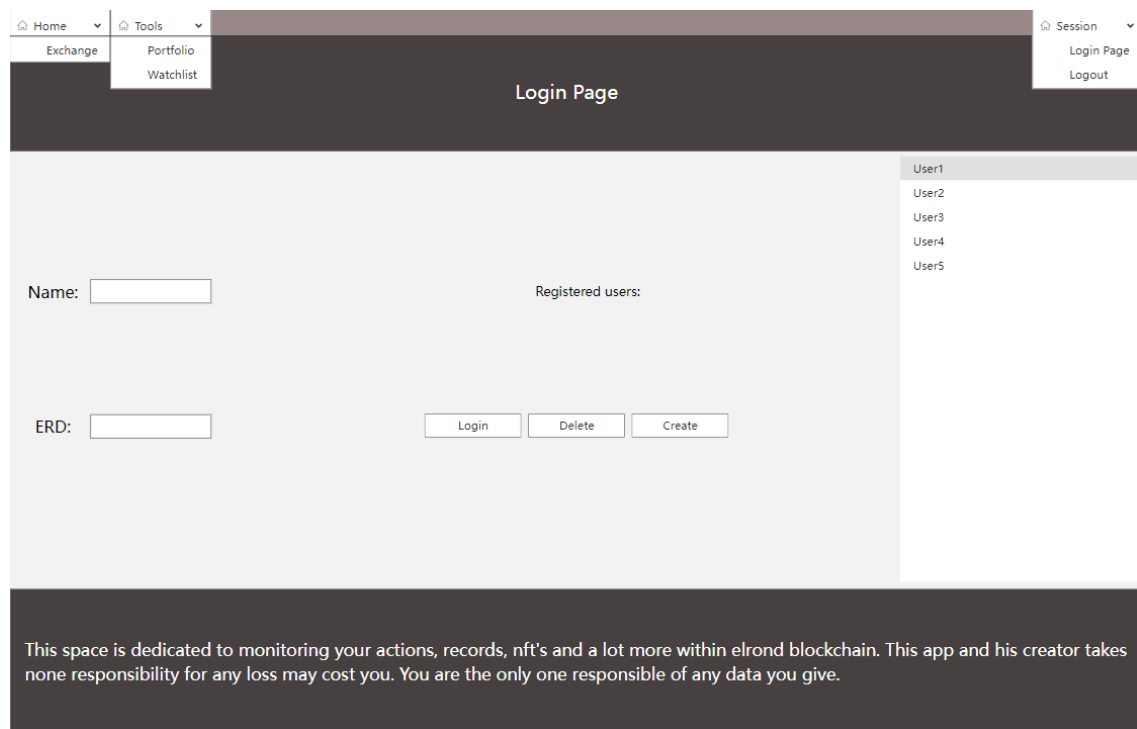 Home
Tools
Session
Exchange
Portfolio
Login Page
Watchlist
Logout
Login Page
User1
User2
User3
User4
User5
Name:
Registered users:
ERD:
Login
Delete
Create
This space is dedicated to monitoring your actions, records, nft's and a lot more within elrond blockchain. This app and his creator takes
none responsibility for any loss may cost you. You are the only one responsible of any data you give.